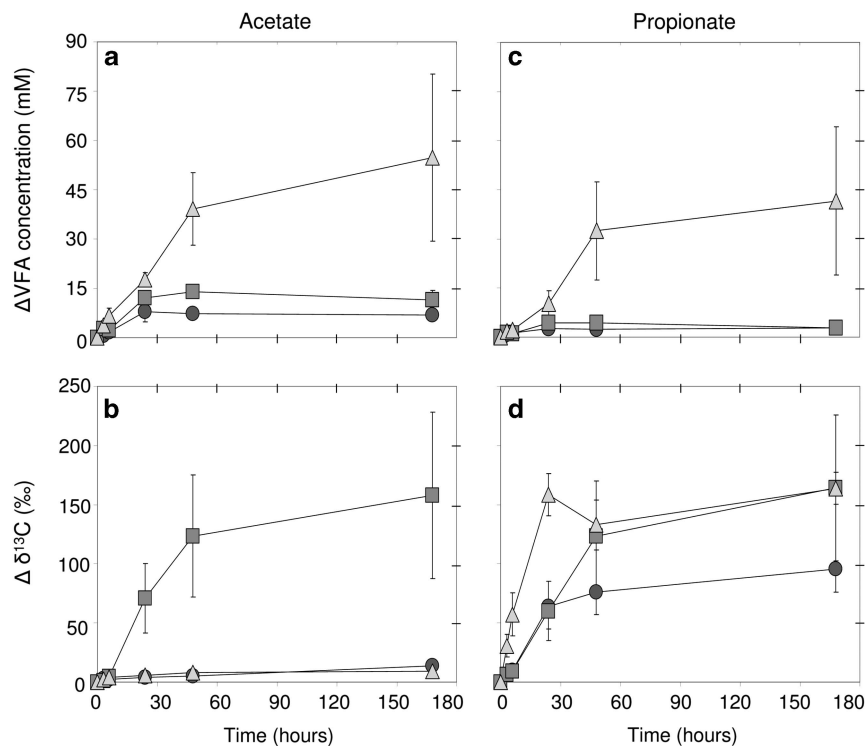 Acetate
Propionate
a
c
90
75
60
45
30
15
0
ΔVFA concentration (mM)
b
d
250
200
150
100
50
0
Δ δ¹³C (‰)
0 30 60 90 120 150 180
0 30 60 90 120 150 180
Time (hours)
Time (hours)